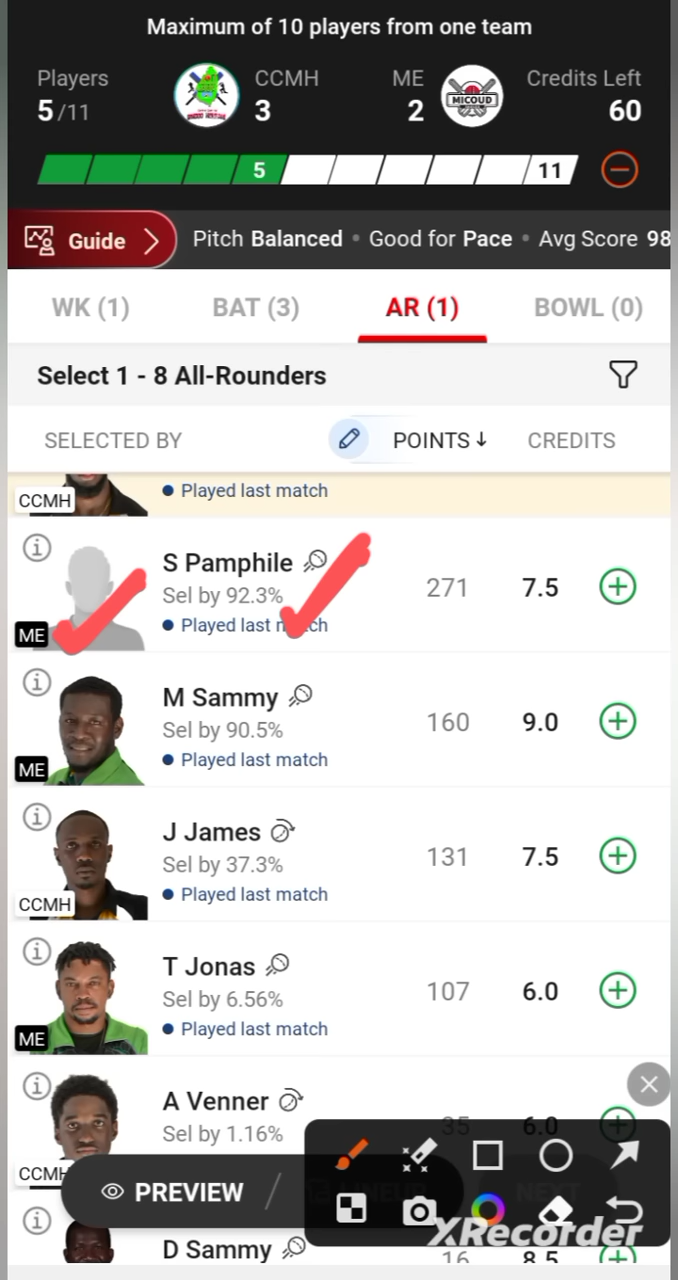 Maximum of 10 players from one team
Players CCMH ME Credits Left
5/11 3 2 60
MICOUD
5 11
Guide Pitch Balanced • Good for Pace • Avg Score 98
WK (1) BAT (3) AR (1) BOWL (0)
Select 1 - 8 All-Rounders
SELECTED BY POINTS↓ CREDITS
CCMH • Played last match
S Pamphile
Sel by 92.3% 271 7.5
ME • Played last match
M Sammy
Sel by 90.5% 160 9.0
ME • Played last match
J James
Sel by 37.3% 131 7.5
CCMH • Played last match
T Jonas
Sel by 6.56% 107 6.0
ME • Played last match
A Venner
Sel by 1.16% 35 6.0
CCMH
PREVIEW / LINEUP NEXT
XRecorder
D Sammy 16 8.5